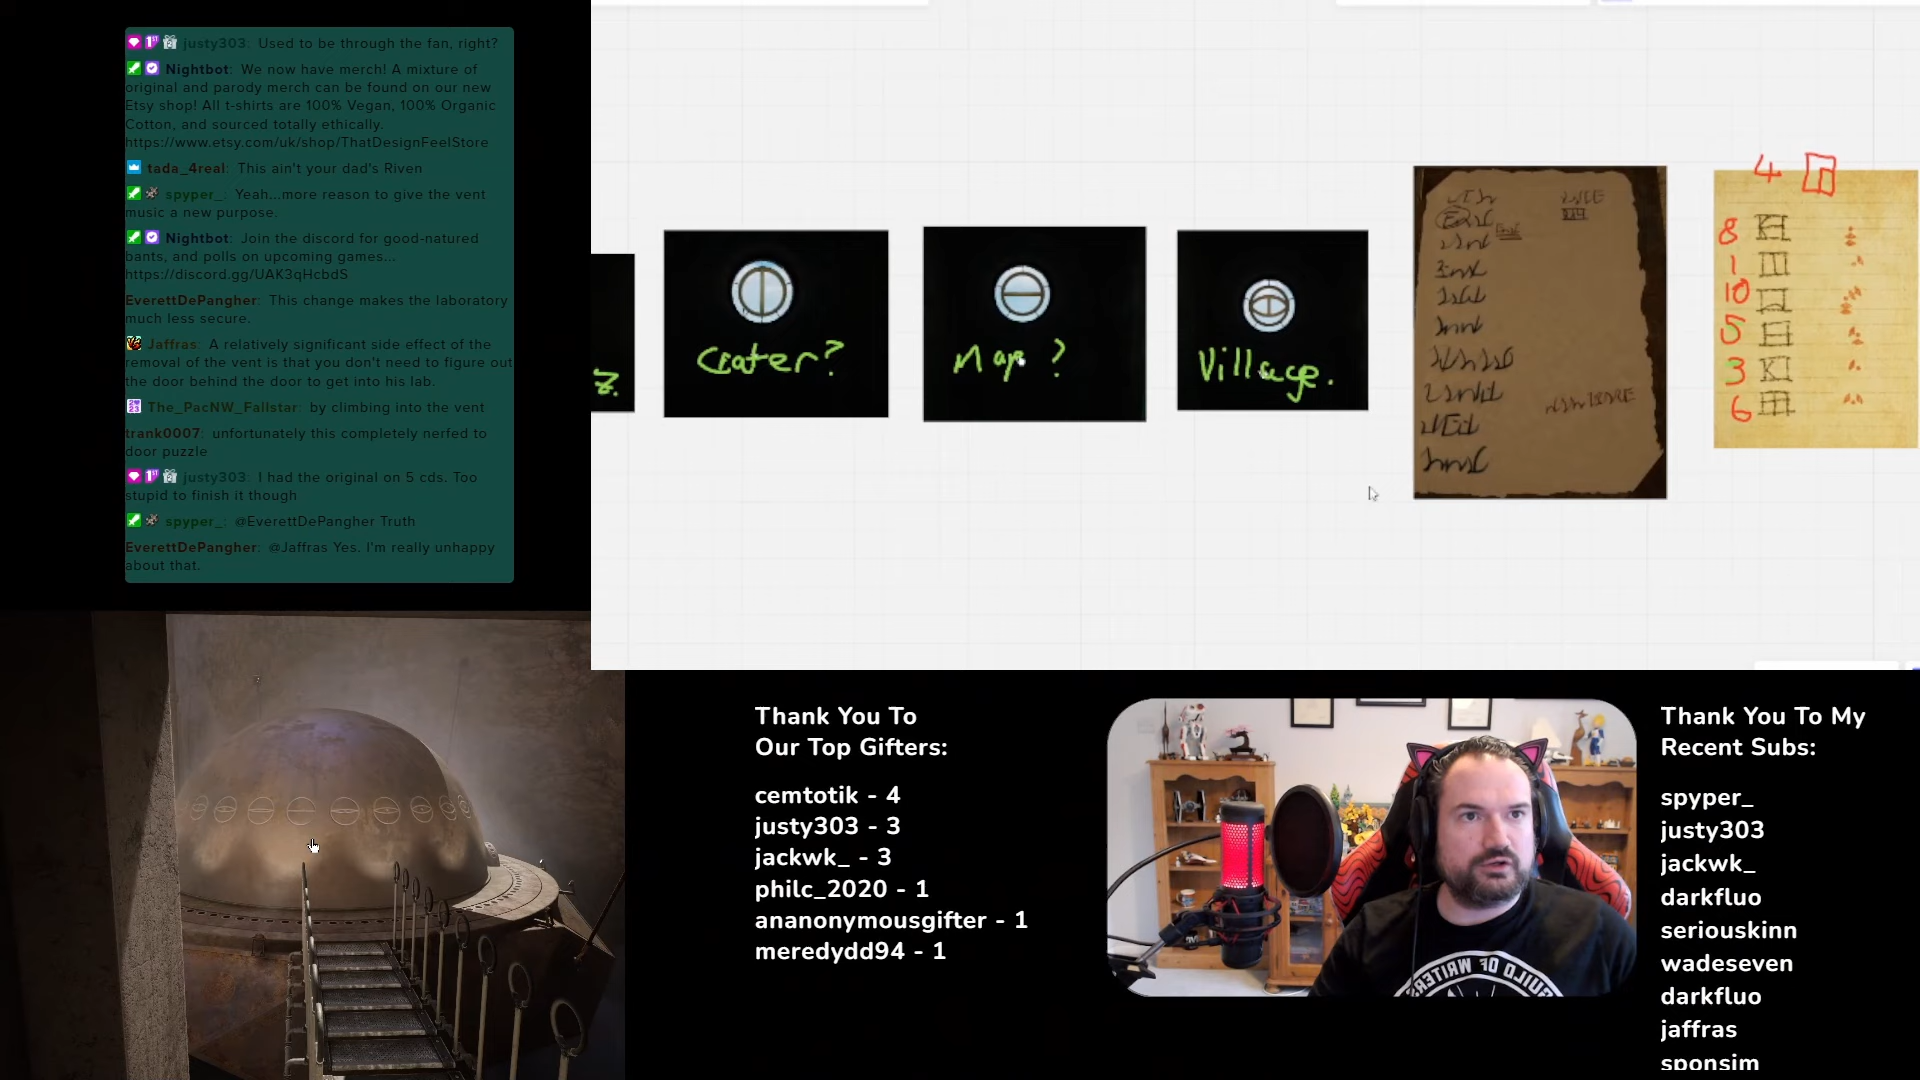 justy303: Used to be through the fan, right?
Nightbot: We now have merch! A mixture of
original and parody merch can be found on our new
Etsy shop! All t-shirts are 100% Vegan, 100% Organic
Cotton, and sourced totally ethically.
https://www.etsy.com/uk/shop/ThatDesignFeelStore
tada_4real: This ain't your dad's Riven
spyper_: Yeah...more reason to give the vent
music a new purpose.
Nightbot: Join the discord for good-natured
bants, and polls on upcoming games...
https://discord.gg/UAK3qHcbdS
EverettDePangher: This change makes the laboratory
much less secure.
Jaffras: A relatively significant side effect of the
removal of the vent is that you don't need to figure out
the door behind the door to get into his lab.
The_PacNW_Fallstar: by climbing into the vent
trank0007: unfortunately this completely nerfed to
door puzzle
justy303: I had the original on 5 cds. Too
stupid to finish it though
spyper_: @EverettDePangher Truth
EverettDePangher: @Jaffras Yes. I'm really unhappy
about that.
z.
Crater?
Map ?
Village.
4
8
1
10
5
3
6
Thank You To
Our Top Gifters:
cemtotik - 4
justy303 - 3
jackwk_ - 3
philc_2020 - 1
ananonymousgifter - 1
meredydd94 - 1
GUILD OF WRITERS
Thank You To My
Recent Subs:
spyper_
justy303
jackwk_
darkfluo
seriouskinn
wadeseven
darkfluo
jaffras
sponsim